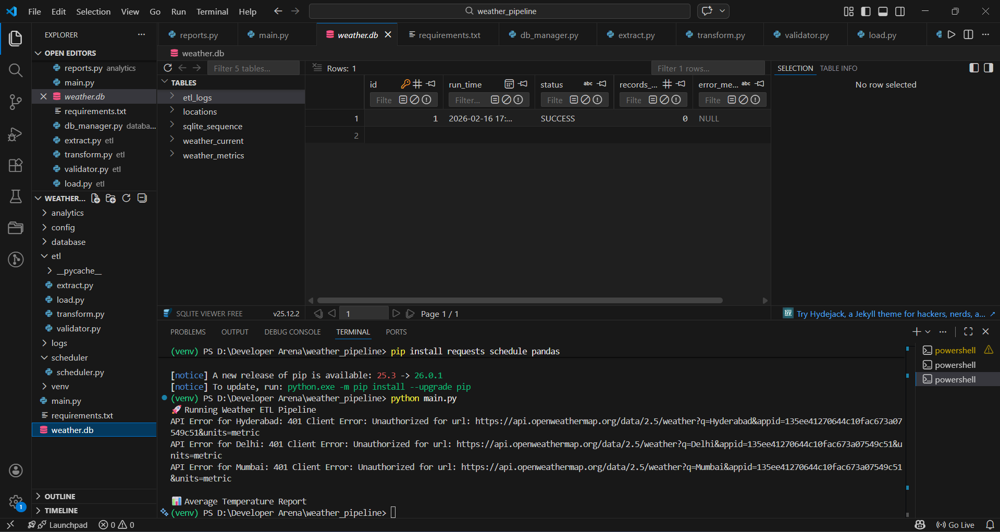 File Edit Selection View Go Run Terminal Help
weather_pipeline
EXPLORER
OPEN EDITORS
reports.py analytics
main.py
weather.db
requirements.txt
db_manager.py databa...
extract.py etl
transform.py etl
validator.py etl
load.py etl
WEATHER...
analytics
config
database
etl
__pycache__
extract.py
load.py
transform.py
validator.py
logs
scheduler
scheduler.py
venv
main.py
requirements.txt
weather.db
OUTLINE
TIMELINE
reports.py main.py weather.db requirements.txt db_manager.py extract.py transform.py validator.py load.py
weather.db
Filter 5 tables...
Rows: 1
Filter 1 rows...
TABLES
etl_logs
locations
sqlite_sequence
weather_current
weather_metrics
id run_time status abc records_... error_me... abc
Filte Filter... Filte Filte Filte
1 1 2026-02-16 17:... SUCCESS 0 NULL
2
SELECTION TABLE INFO
No row selected
SQLITE VIEWER FREE v25.12.2
1 Page 1 / 1
hy Try Hydejack, a Jekyll theme for hackers, nerds, a... ↗
PROBLEMS OUTPUT DEBUG CONSOLE TERMINAL PORTS
(venv) PS D:\Developer Arena\weather_pipeline> pip install requests schedule pandas
[notice] A new release of pip is available: 25.3 -> 26.0.1
[notice] To update, run: python.exe -m pip install --upgrade pip
(venv) PS D:\Developer Arena\weather_pipeline> python main.py
🚀 Running Weather ETL Pipeline
API Error for Hyderabad: 401 Client Error: Unauthorized for url: https://api.openweathermap.org/data/2.5/weather?q=Hyderabad&appid=135ee41270644c10fac673a07
549c51&units=metric
API Error for Delhi: 401 Client Error: Unauthorized for url: https://api.openweathermap.org/data/2.5/weather?q=Delhi&appid=135ee41270644c10fac673a07549c51&u
nits=metric
API Error for Mumbai: 401 Client Error: Unauthorized for url: https://api.openweathermap.org/data/2.5/weather?q=Mumbai&appid=135ee41270644c10fac673a07549c51
&units=metric
📊 Average Temperature Report
(venv) PS D:\Developer Arena\weather_pipeline>
powershell
powershell
powershell
1
Launchpad 0 0
Go Live